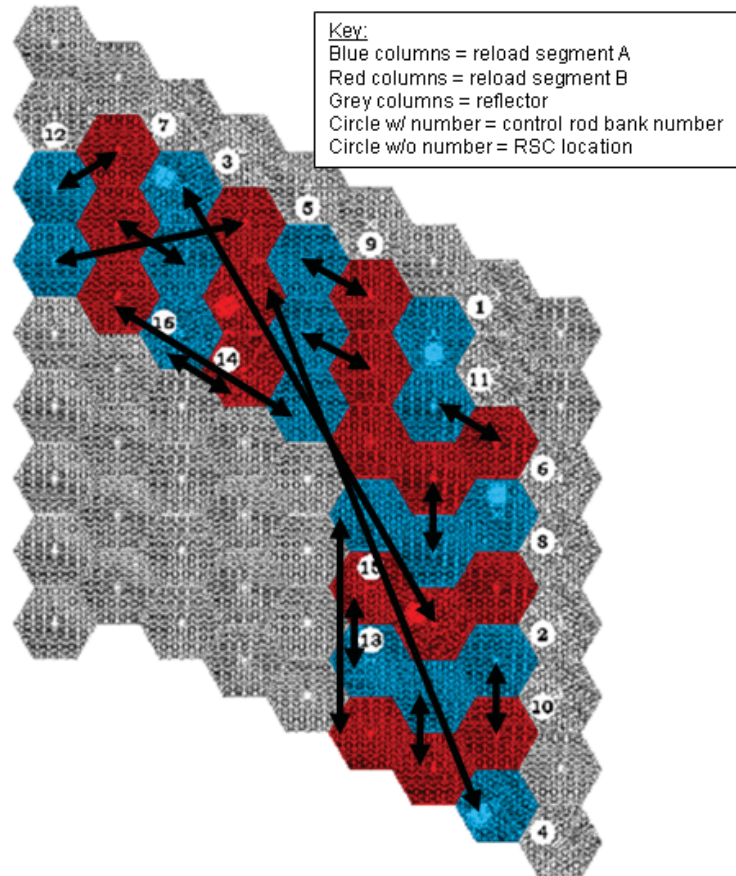 Key:
Blue columns = reload segment A
Red columns = reload segment B
Grey columns = reflector
Circle w/ number = control rod bank number
Circle w/o number = RSC location
12
7
3
5
9
1
16
14
11
6
8
15
13
2
10
4